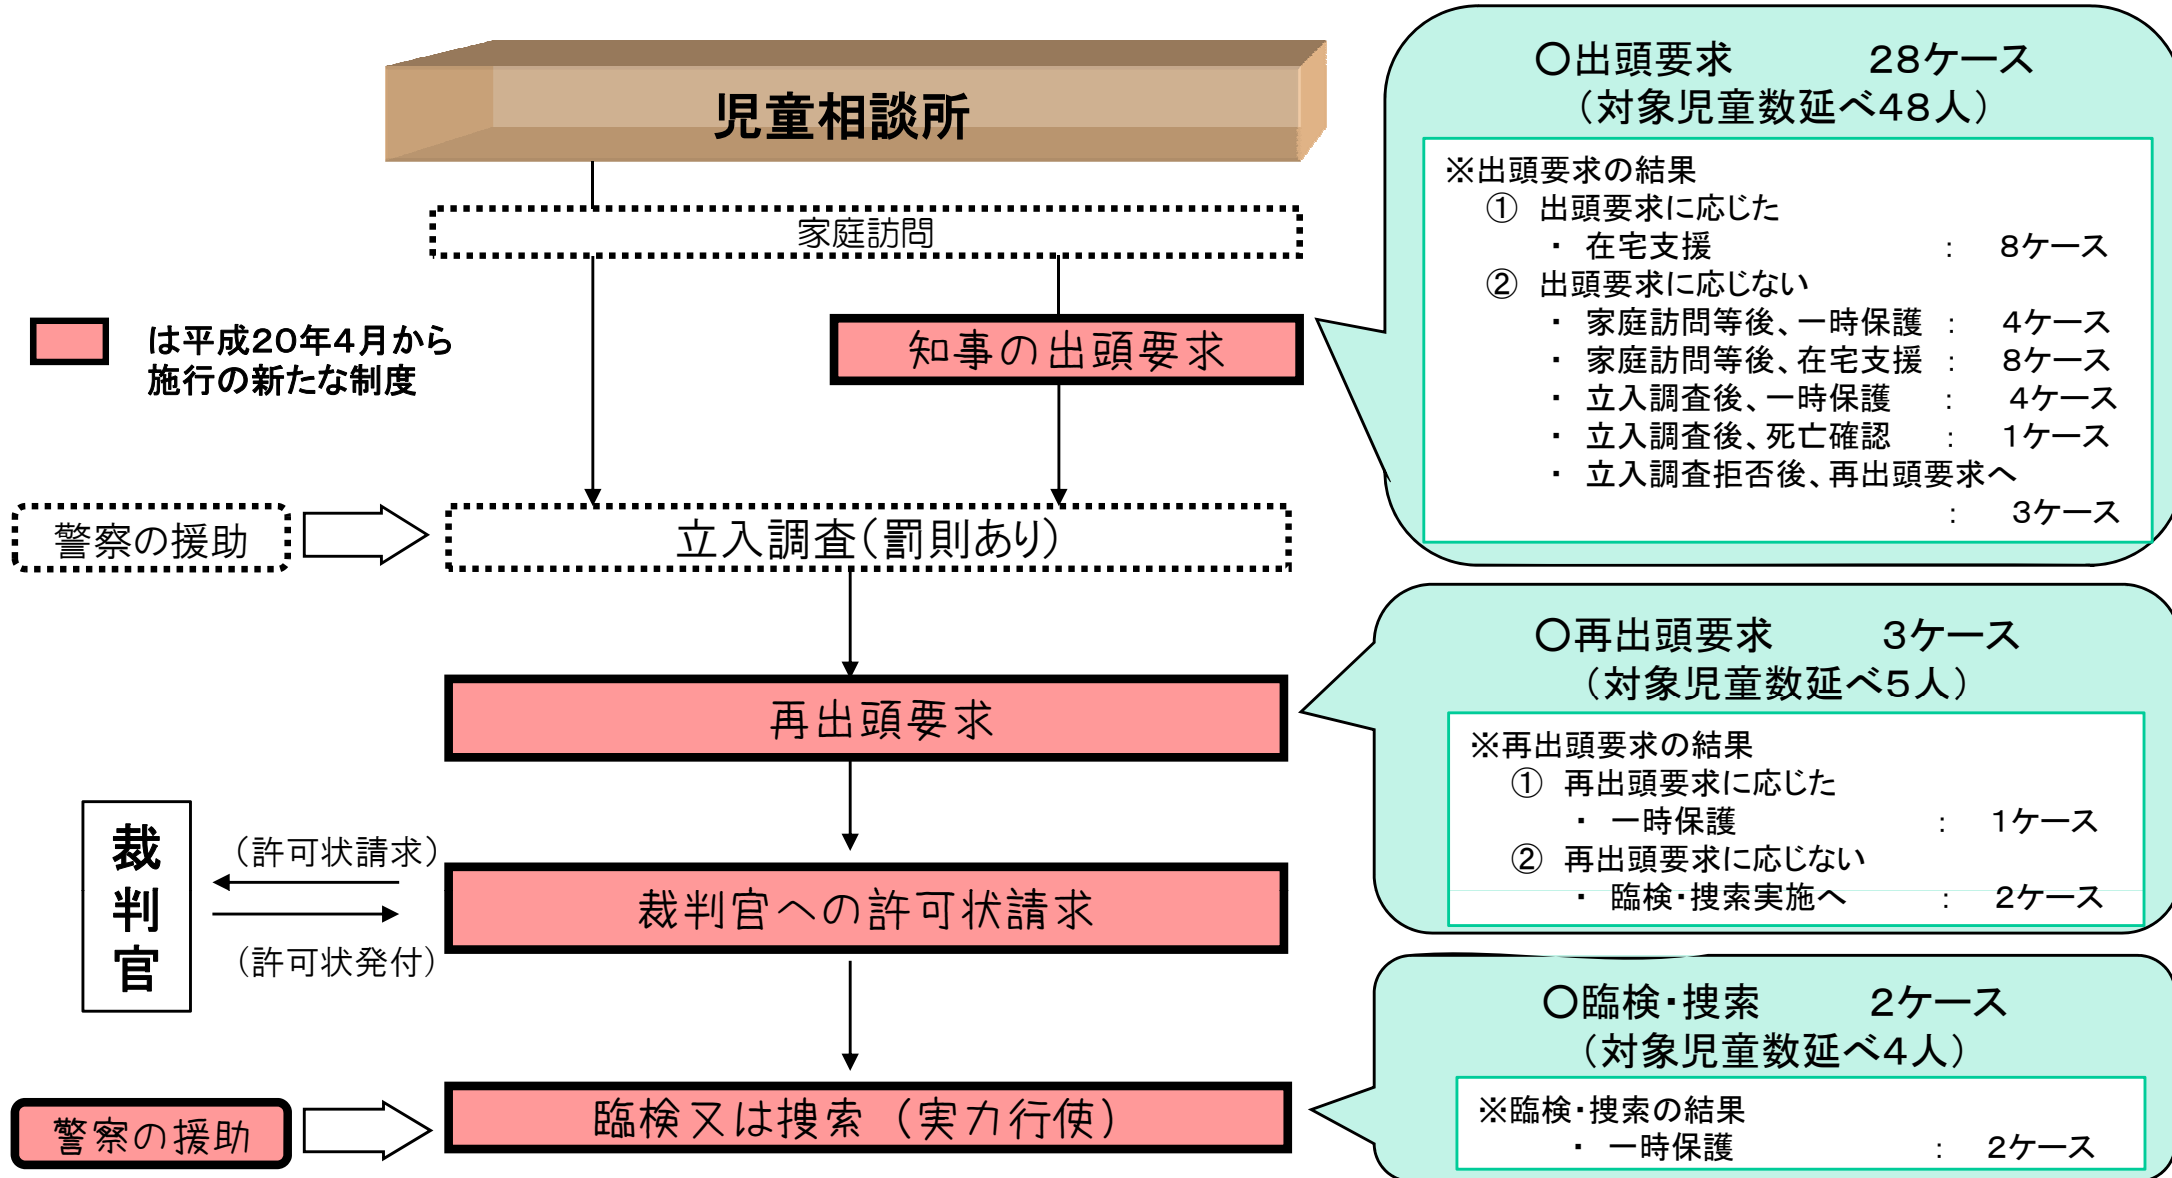 児童相談所
家庭訪問
は平成20年4月から
施行の新たな制度
知事の出頭要求
警察の援助
立入調査(罰則あり)
再出頭要求
裁判官
(許可状請求)
(許可状発付)
裁判官への許可状請求
警察の援助
臨検又は捜索 (実力行使)
○出頭要求 28ケース
(対象児童数延べ48人)
※出頭要求の結果
① 出頭要求に応じた
・ 在宅支援 : 8ケース
② 出頭要求に応じない
・ 家庭訪問等後、一時保護 : 4ケース
・ 家庭訪問等後、在宅支援 : 8ケース
・ 立入調査後、一時保護 : 4ケース
・ 立入調査後、死亡確認 : 1ケース
・ 立入調査拒否後、再出頭要求へ
: 3ケース
○再出頭要求 3ケース
(対象児童数延べ5人)
※再出頭要求の結果
① 再出頭要求に応じた
・ 一時保護 : 1ケース
② 再出頭要求に応じない
・ 臨検・捜索実施へ : 2ケース
○臨検・捜索 2ケース
(対象児童数延べ4人)
※臨検・捜索の結果
・ 一時保護 : 2ケース